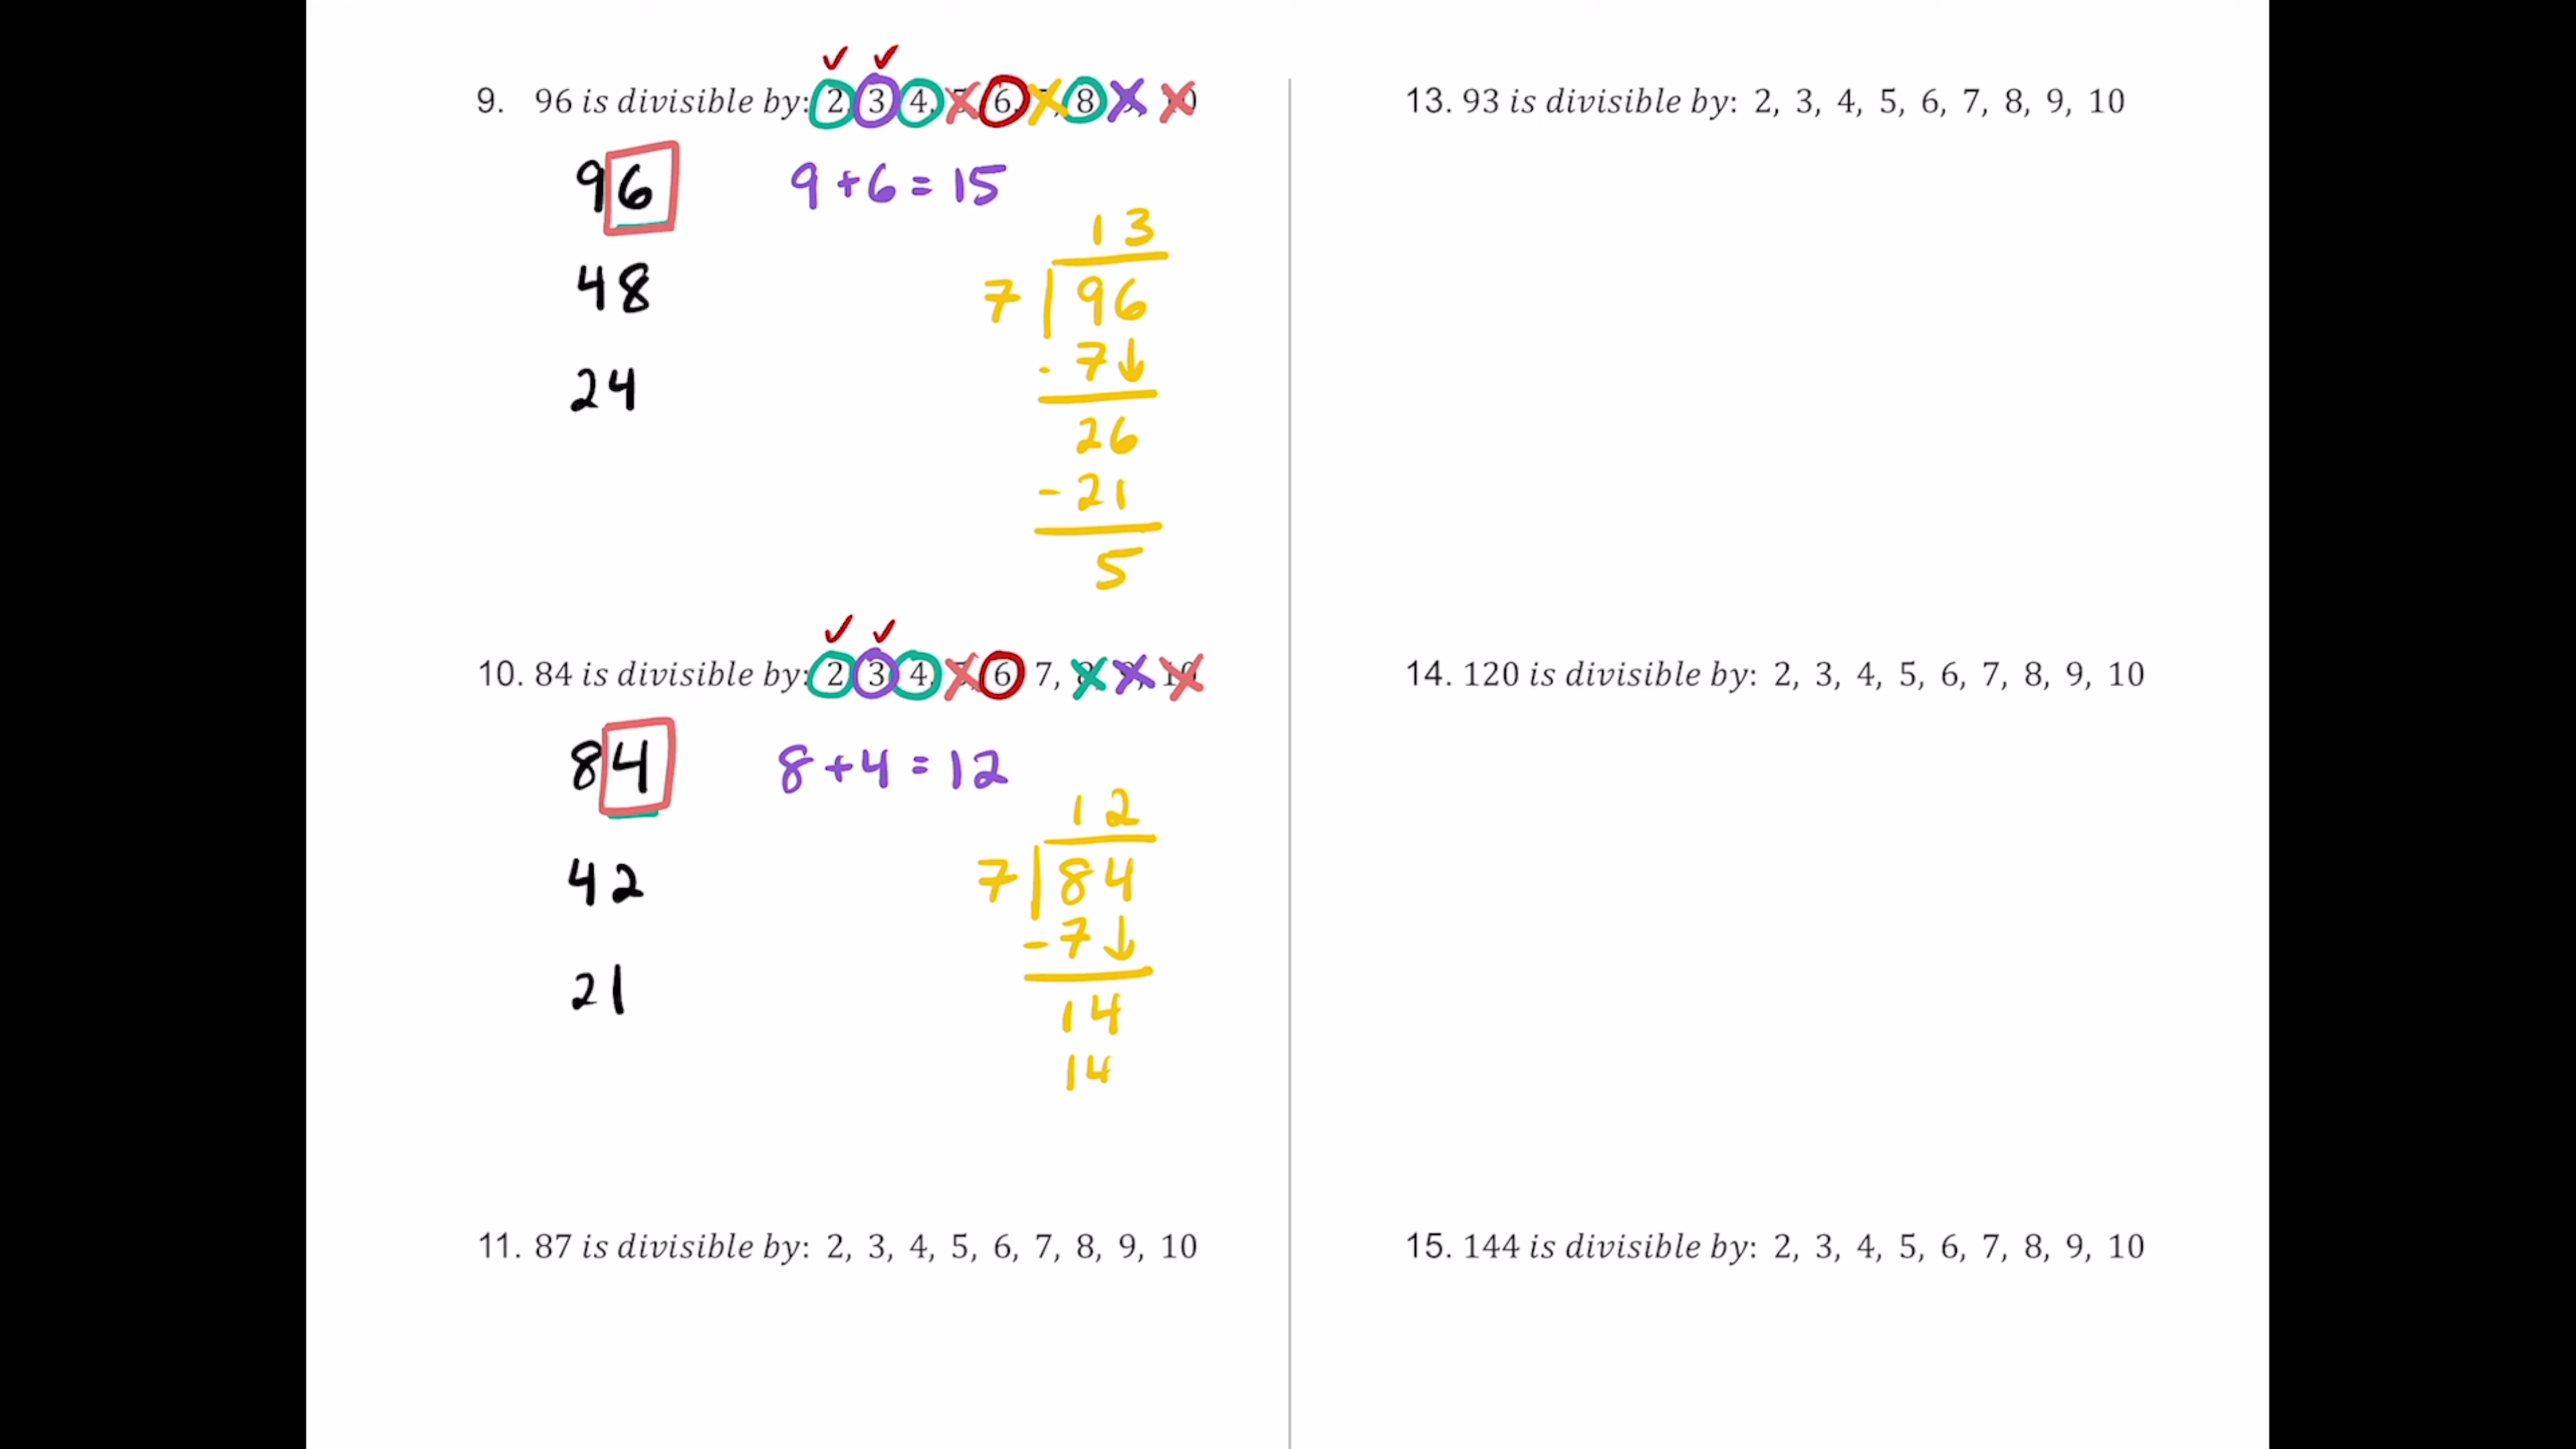 ✓ ✓
9. 96 is divisible by: 2, 3, 4, 5, 6, 7, 8, 9, 10
96
9 + 6 = 15
48
24
13
7 96
- 7↓
26
- 21
5
✓ ✓
10. 84 is divisible by: 2, 3, 4, 5, 6, 7, 8, 9, 10
84
8 + 4 = 12
42
21
12
7 84
- 7↓
14
14
11. 87 is divisible by: 2, 3, 4, 5, 6, 7, 8, 9, 10
13. 93 is divisible by: 2, 3, 4, 5, 6, 7, 8, 9, 10
14. 120 is divisible by: 2, 3, 4, 5, 6, 7, 8, 9, 10
15. 144 is divisible by: 2, 3, 4, 5, 6, 7, 8, 9, 10